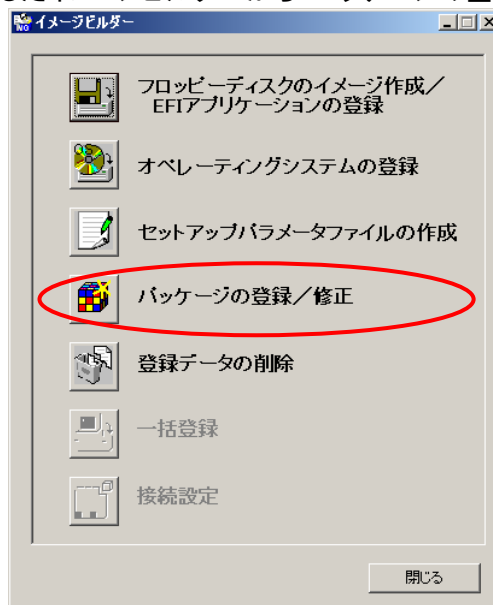 イメージビルダー
フロッピーディスクのイメージ作成／
EFIアプリケーションの登録
オペレーティングシステムの登録
セットアップパラメータファイルの作成
パッケージの登録／修正
登録データの削除
一括登録
接続設定
閉じる